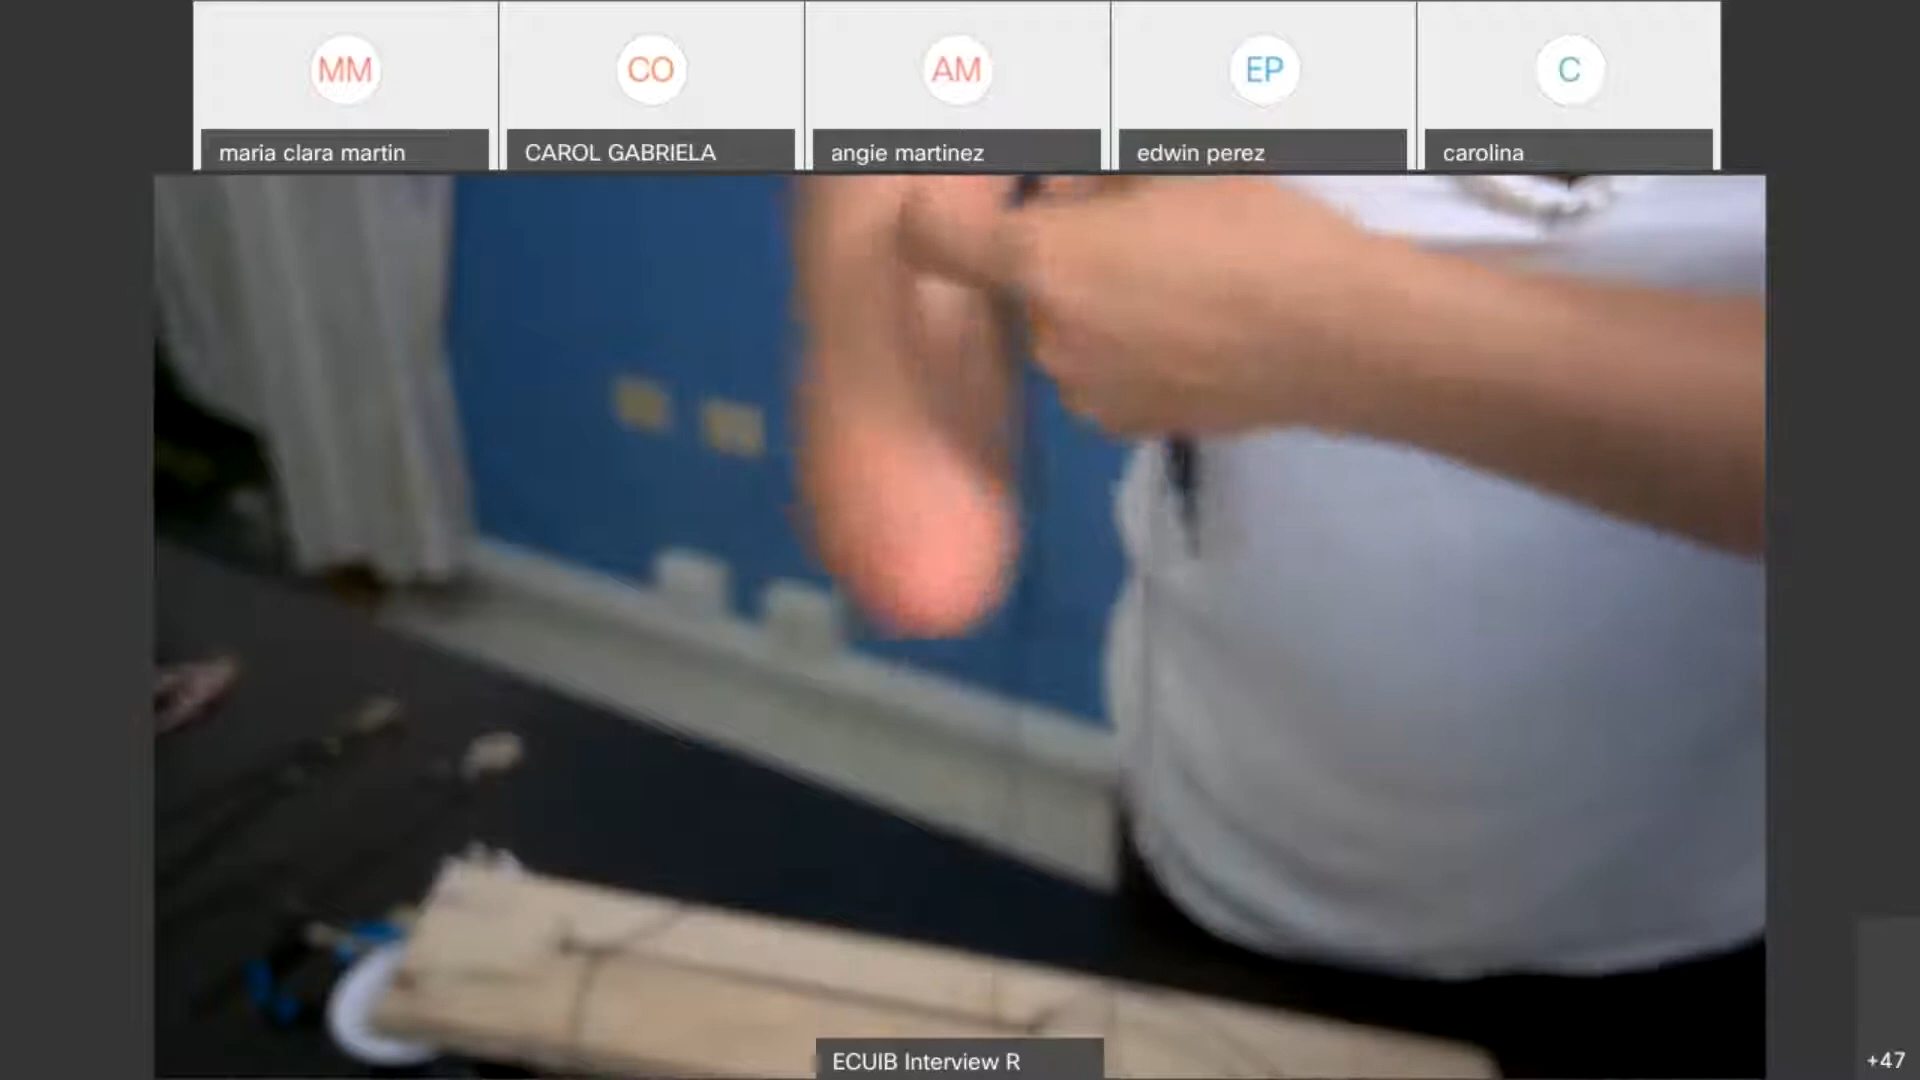 MM
CO
AM
EP
C
maria clara martin
CAROL GABRIELA
angie martinez
edwin perez
carolina
ECUIB Interview R
+47